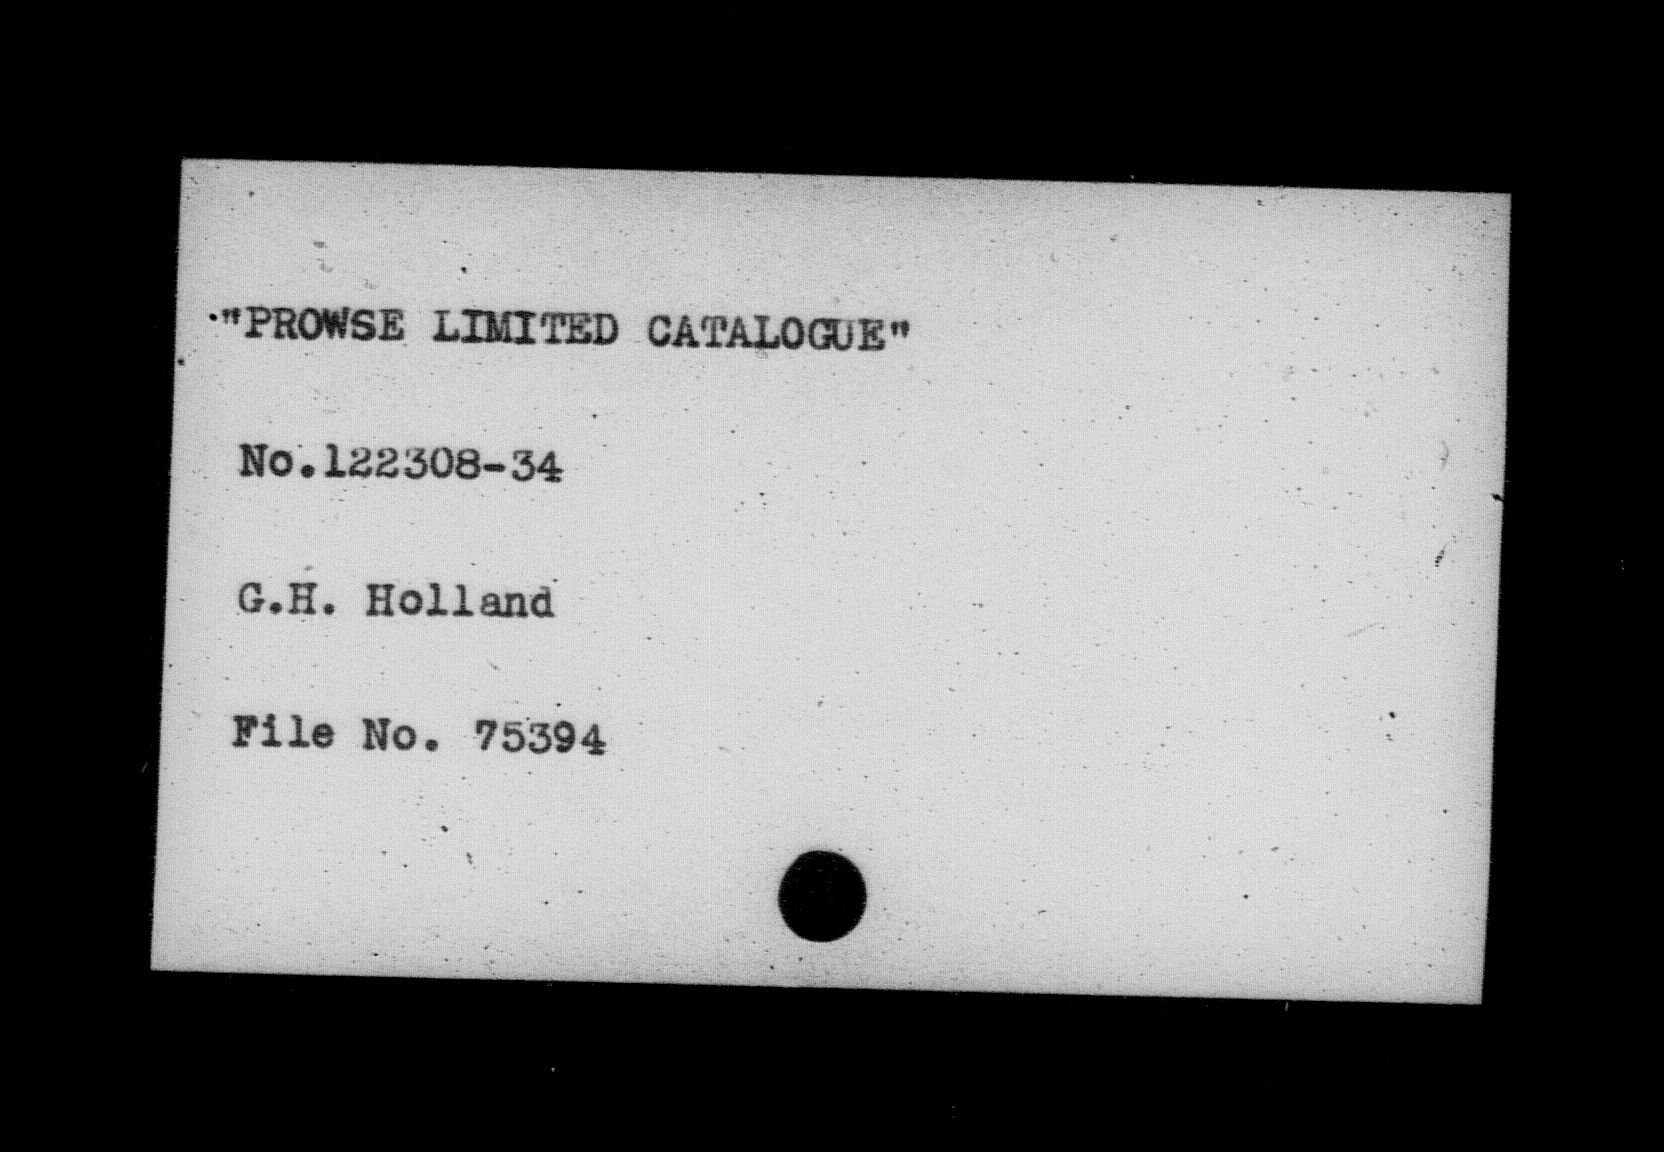 "PROWSE LIMITED CATALOGUE"
No.122308-34
G.H. Holland
File No. 75394